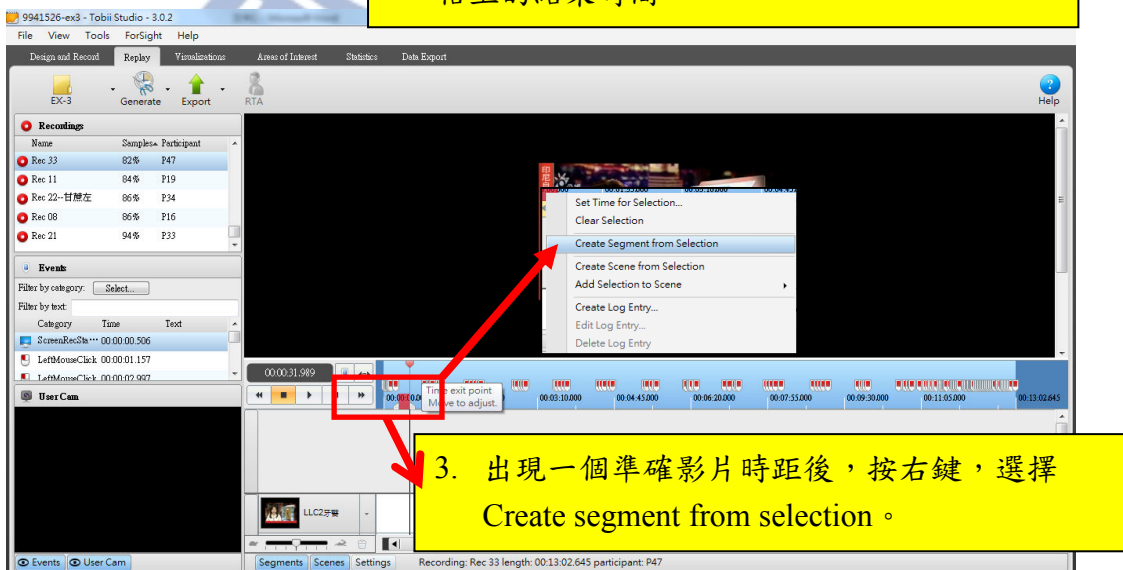 9941526-ex3 - Tobii Studio - 3.0.2
File View Tools ForSight Help
Design and Record Replay Visualizations Areas of Interest Statistics Data Export
EX-3 Generate Export RTA Help
Recordings
Name Samples Participant
Rec 33 82% P47
Rec 11 84% P19
Rec 22--甘蔗左 86% P34
Rec 08 86% P16
Rec 21 94% P33
Events
Filter by category: Select...
Filter by text:
Category Time Text
ScreenRecSta··· 00:00:00.506
LeftMouseClick 00:00:01.157
LeftMouseClick 00:00:02.997
User Cam
Set Time for Selection...
Clear Selection
Create Segment from Selection
Create Scene from Selection
Add Selection to Scene
Create Log Entry...
Edit Log Entry...
Delete Log Entry
00:00:31.989
Time exit point
Move to adjust.
00:03:10.000 00:04:45.000 00:06:20.000 00:07:55.000 00:09:30.000 00:11:05.000 00:13:02.645
3. 出現一個準確影片時距後，按右鍵，選擇
Create segment from selection。
LLC2牙醫
Events User Cam Segments Scenes Settings Recording: Rec 33 length: 00:13:02.645 participant: P47